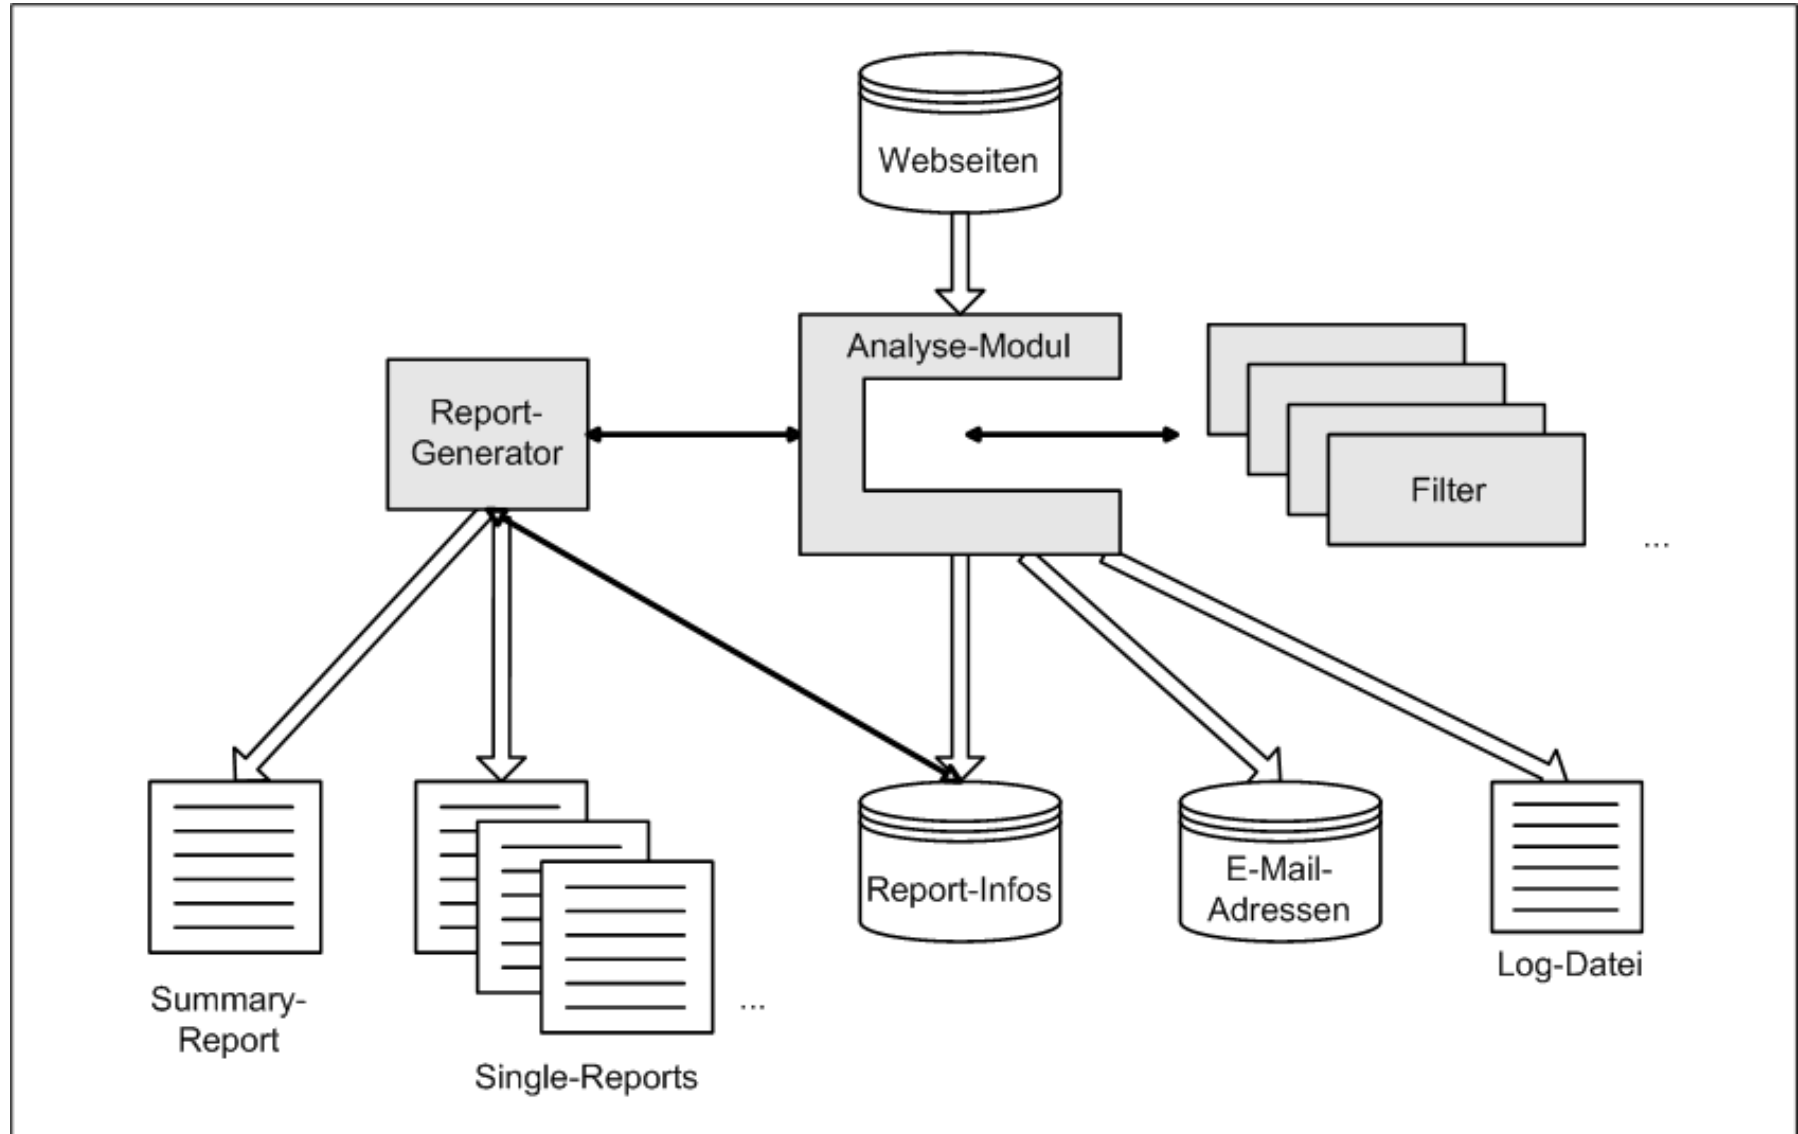 Webseiten
Analyse-Modul
Report-
Generator
Filter
...
Report-Infos
E-Mail-
Adressen
Log-Datei
Summary-
Report
...
Single-Reports